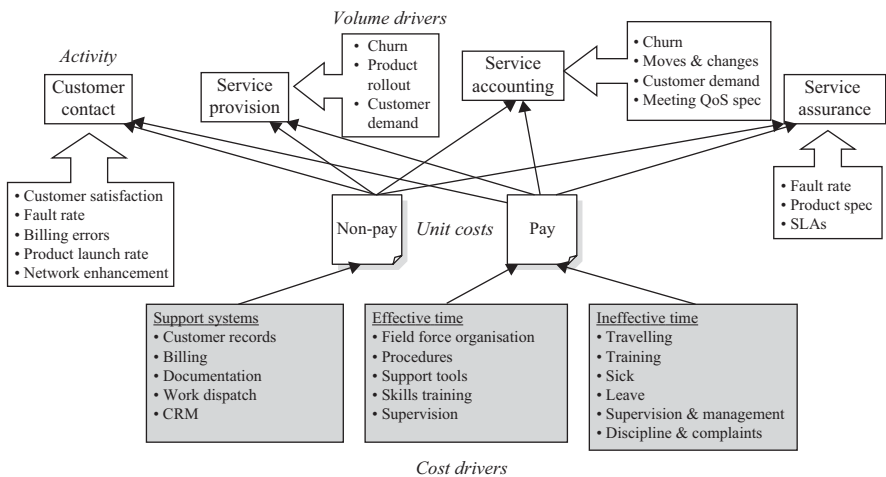 Volume drivers
Activity
Customer
contact
Service
provision
• Churn
• Product
rollout
• Customer
demand
Service
accounting
• Churn
• Moves & changes
• Customer demand
• Meeting QoS spec
Service
assurance
• Customer satisfaction
• Fault rate
• Billing errors
• Product launch rate
• Network enhancement
Non-pay
Unit costs
Pay
• Fault rate
• Product spec
• SLAs
Support systems
• Customer records
• Billing
• Documentation
• Work dispatch
• CRM
Effective time
• Field force organisation
• Procedures
• Support tools
• Skills training
• Supervision
Ineffective time
• Travelling
• Training
• Sick
• Leave
• Supervision & management
• Discipline & complaints
Cost drivers